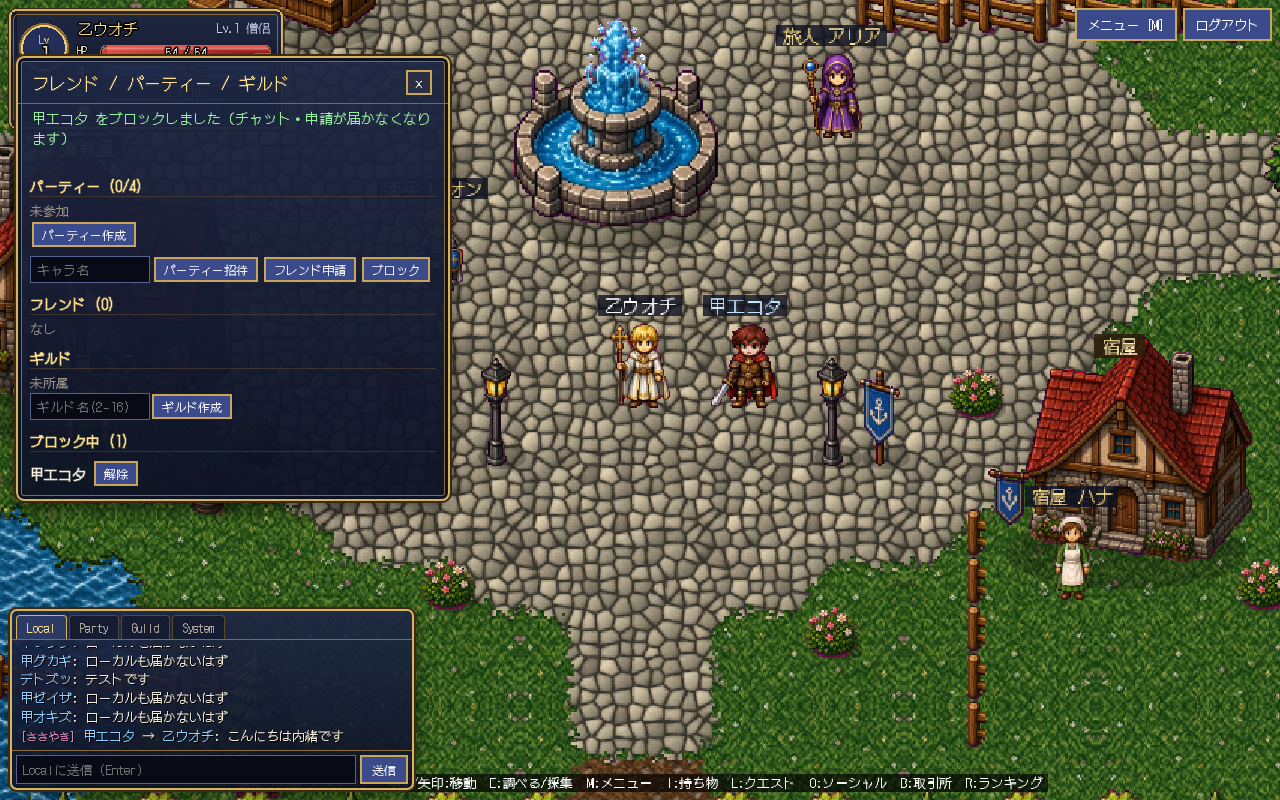 乙ウオチ Lv.1 僧侶
Lv
1
HP 54 / 54
メニュー [M] ログアウト
旅人 アリア
フレンド / パーティー / ギルド x
甲エコタ をブロックしました（チャット・申請が届かなくなり
ます）
パーティー (0/4)
オン
未参加
パーティー作成
キャラ名 パーティー招待 フレンド申請 ブロック
フレンド (0)
なし
乙ウオチ 甲エコタ
ギルド
未所属
ギルド名(2-16) ギルド作成
ブロック中 (1)
甲エコタ 解除
宿屋
宿屋 ハナ
Local Party Guild System
甲グカギ: ローカルも届かないはず
デトズッ: テストです
甲ゼイザ: ローカルも届かないはず
甲オキズ: ローカルも届かないはず
[ささやき] 甲エコタ → 乙ウオチ: こんにちは内緒です
Localに送信 (Enter) 送信
矢印:移動 E:調べる/採集 M:メニュー I:持ち物 L:クエスト O:ソーシャル B:取引所 R:ランキング